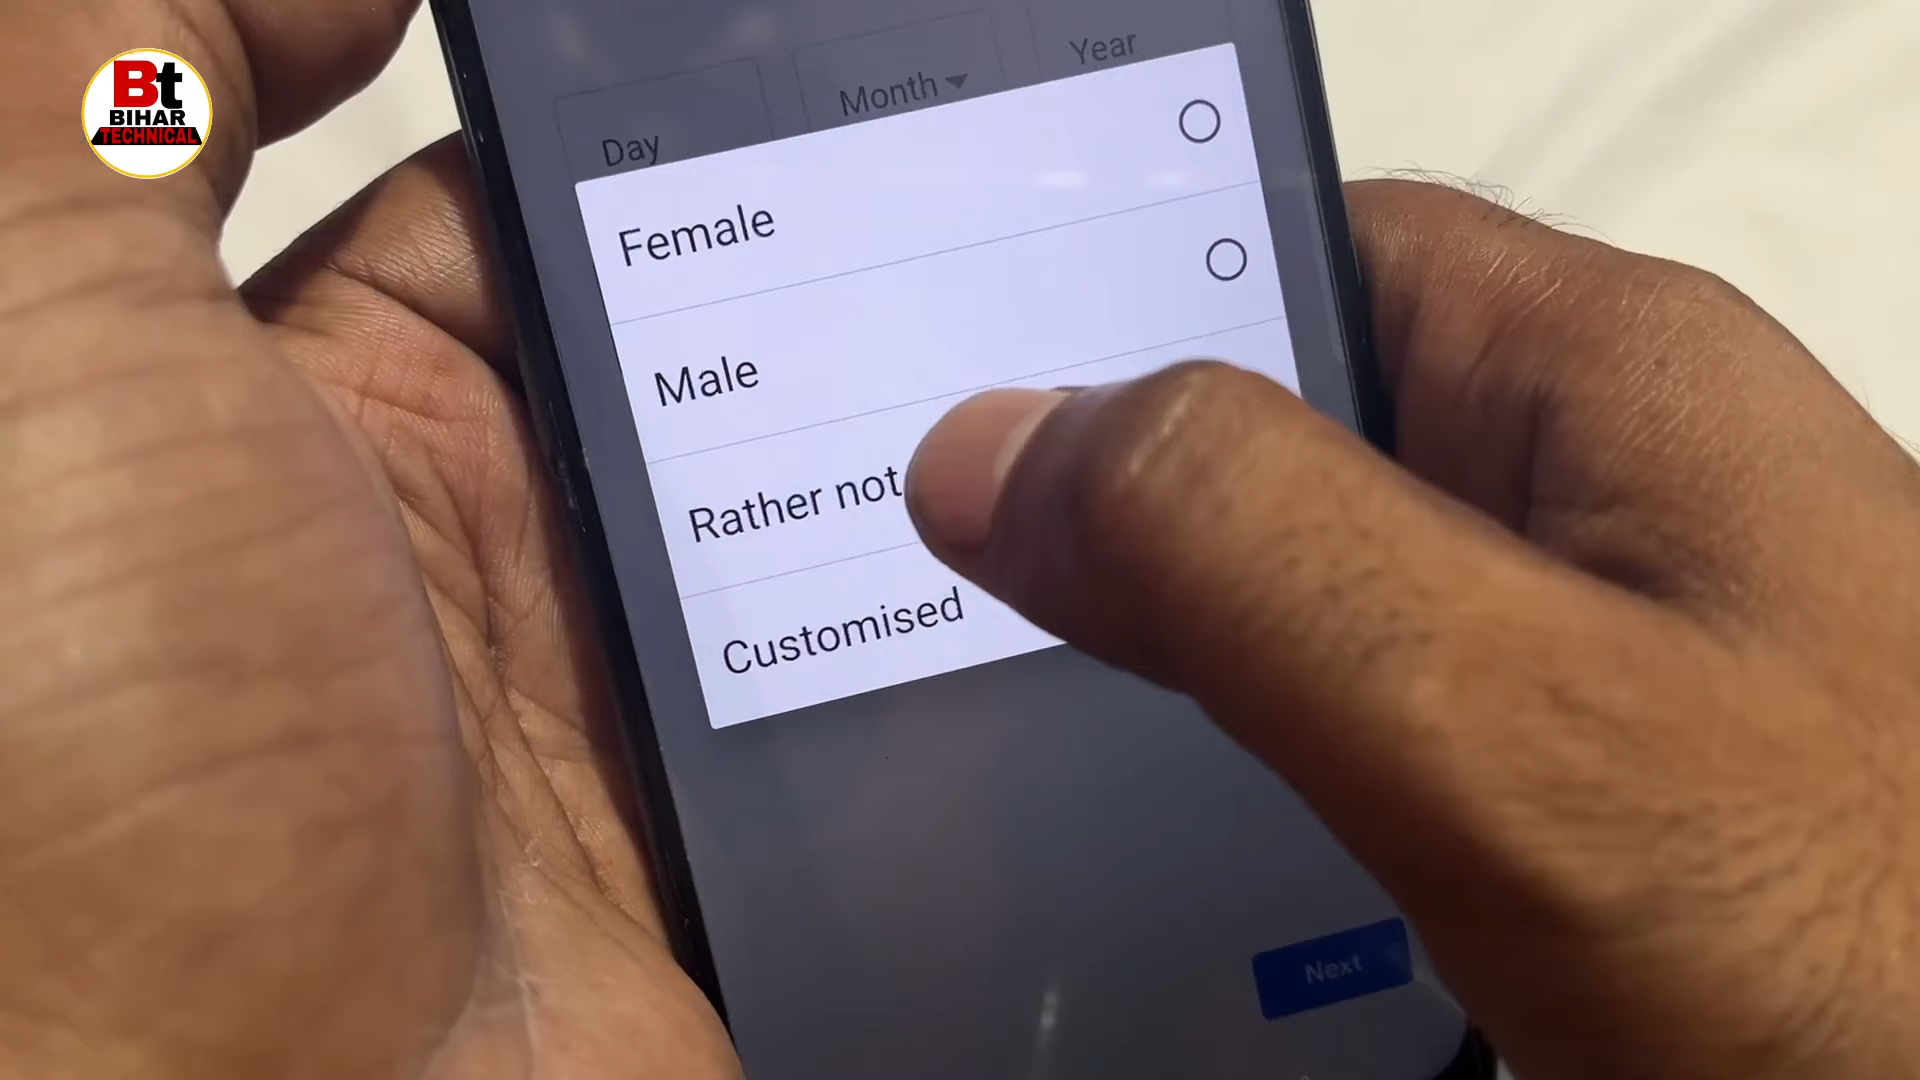 Bt
BIHAR
TECHNICAL
Year
Month
Day
Female
Male
Rather not
Customised
Next